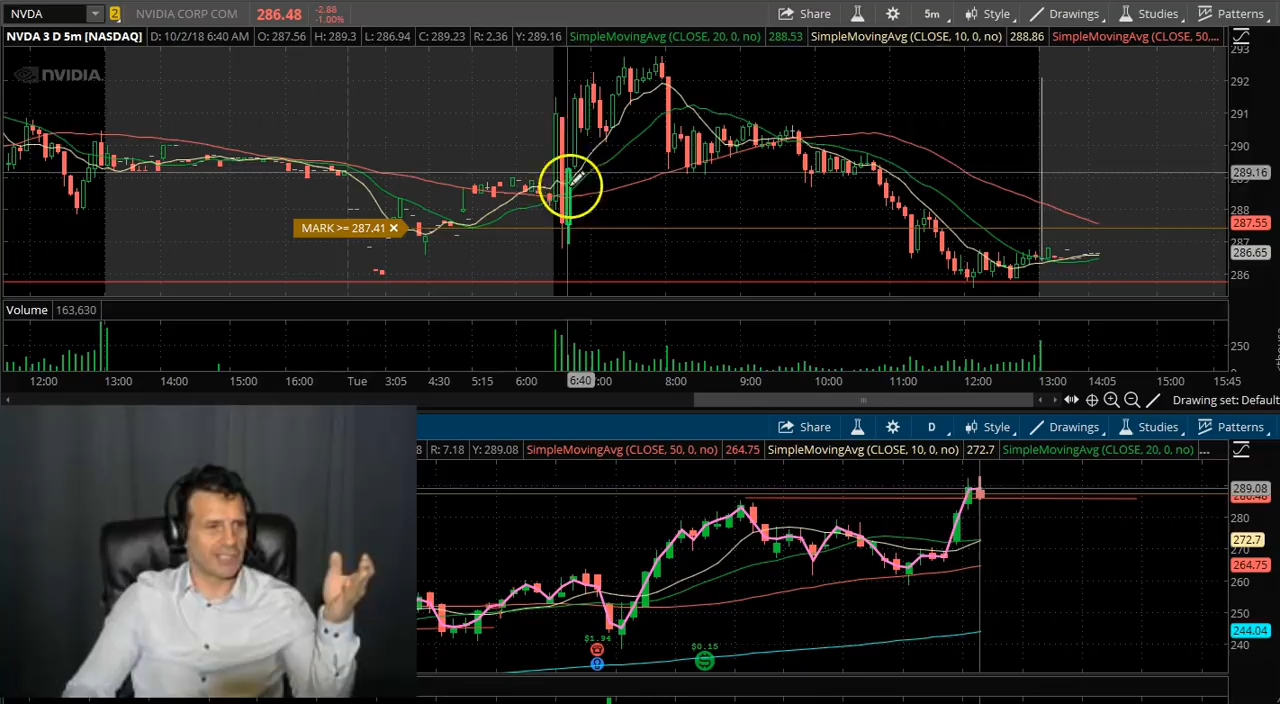 NVDA 2 NVIDIA CORP COM 286.48 -2.88 -1.00% Share 5m Style Drawings Studies Patterns
NVDA 3 D 5m [NASDAQ] D: 10/2/18 6:40 AM O: 287.56 H: 289.3 L: 286.94 C: 289.23 R: 2.36 Y: 289.16 SimpleMovingAvg (CLOSE, 20, 0, no) 288.53 SimpleMovingAvg (CLOSE, 10, 0, no) 288.86 SimpleMovingAvg (CLOSE, 50,...
293
NVIDIA
292
291
290
289.16
288
MARK >= 287.41 ×
287.55
287
286.65
286
Volume 163,630
250
12:00 13:00 14:00 15:00 16:00 Tue 3:05 4:30 5:15 6:00 6:40 :00 8:00 9:00 10:00 11:00 12:00 13:00 14:05 15:00 15:45
Drawing set: Default
Share D Style Drawings Studies Patterns
8 R: 7.18 Y: 289.08 SimpleMovingAvg (CLOSE, 50, 0, no) 264.75 SimpleMovingAvg (CLOSE, 10, 0, no) 272.7 SimpleMovingAvg (CLOSE, 20, 0, no) ...
289.08
280
272.7
270
264.75
260
250
244.04
240
$1.94
$0.15